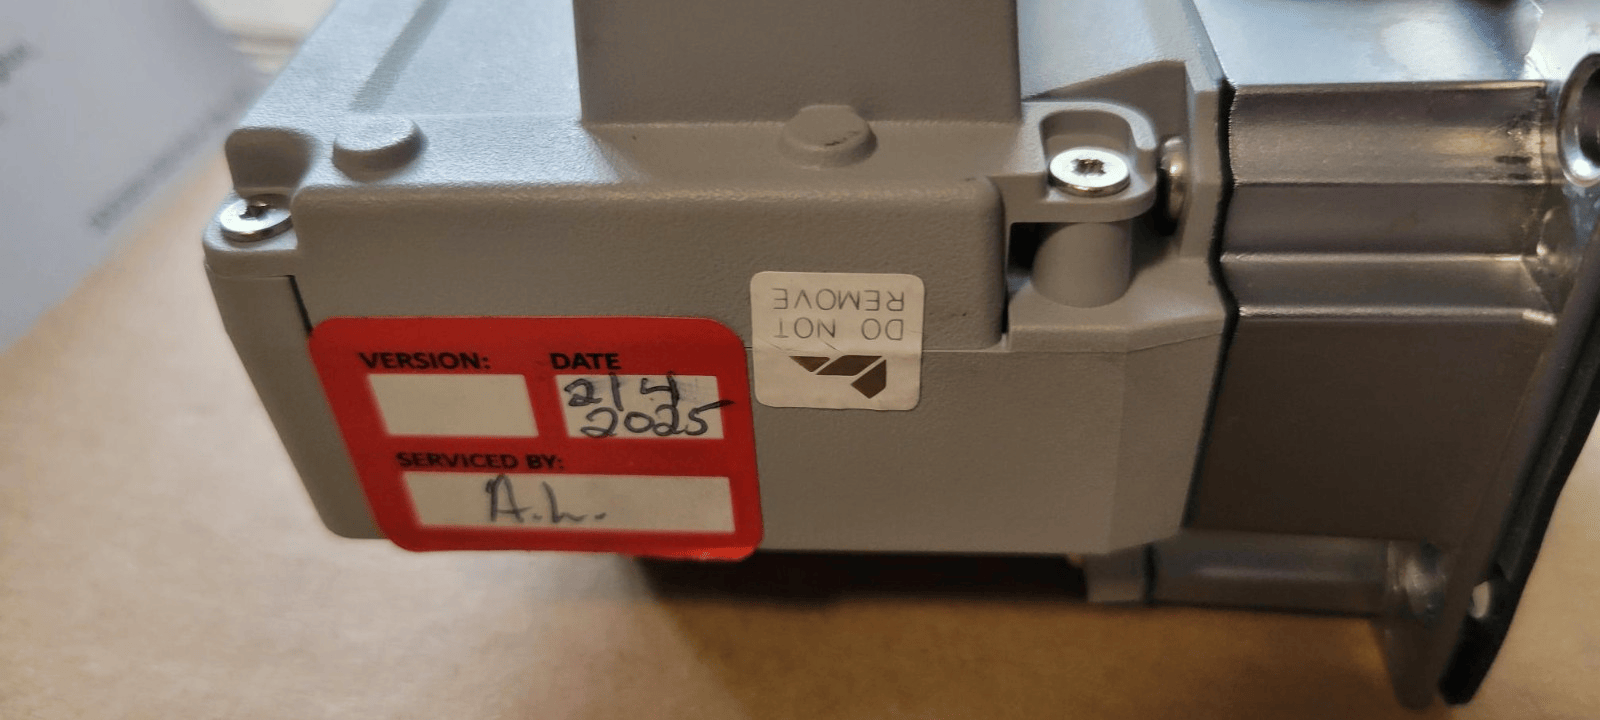 VERSION:
DATE
2/4
2025
SERVICED BY:
A.L.
DO NOT
REMOVE